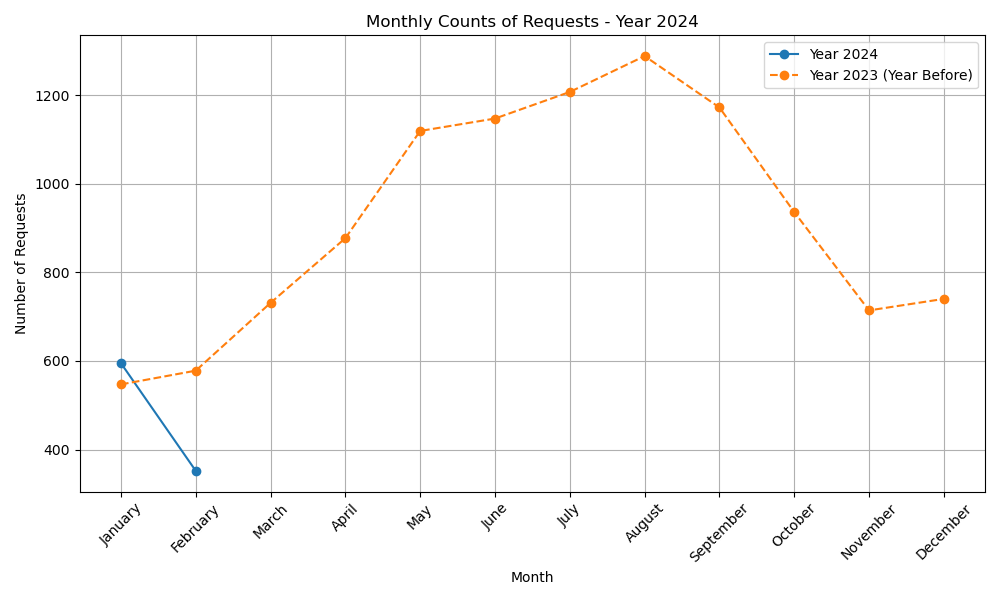 Monthly Counts of Requests - Year 2024
Year 2024
Year 2023 (Year Before)
Number of Requests
1200
1000
800
600
400
January
February
March
April
May
June
July
August
September
October
November
December
Month